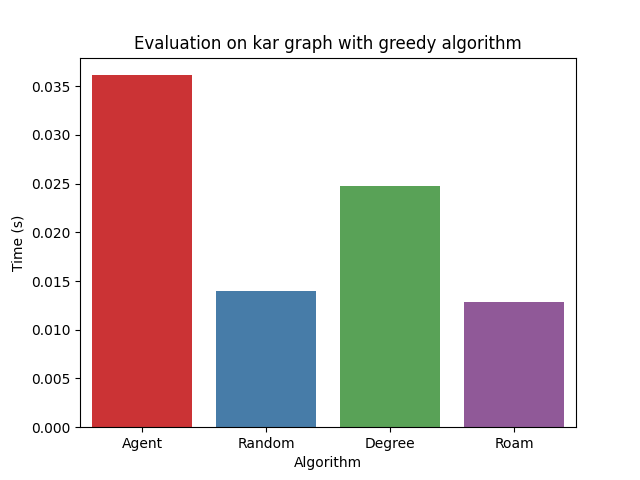 Evaluation on kar graph with greedy algorithm
Time (s)
0.035
0.030
0.025
0.020
0.015
0.010
0.005
0.000
Agent Random Degree Roam
Algorithm